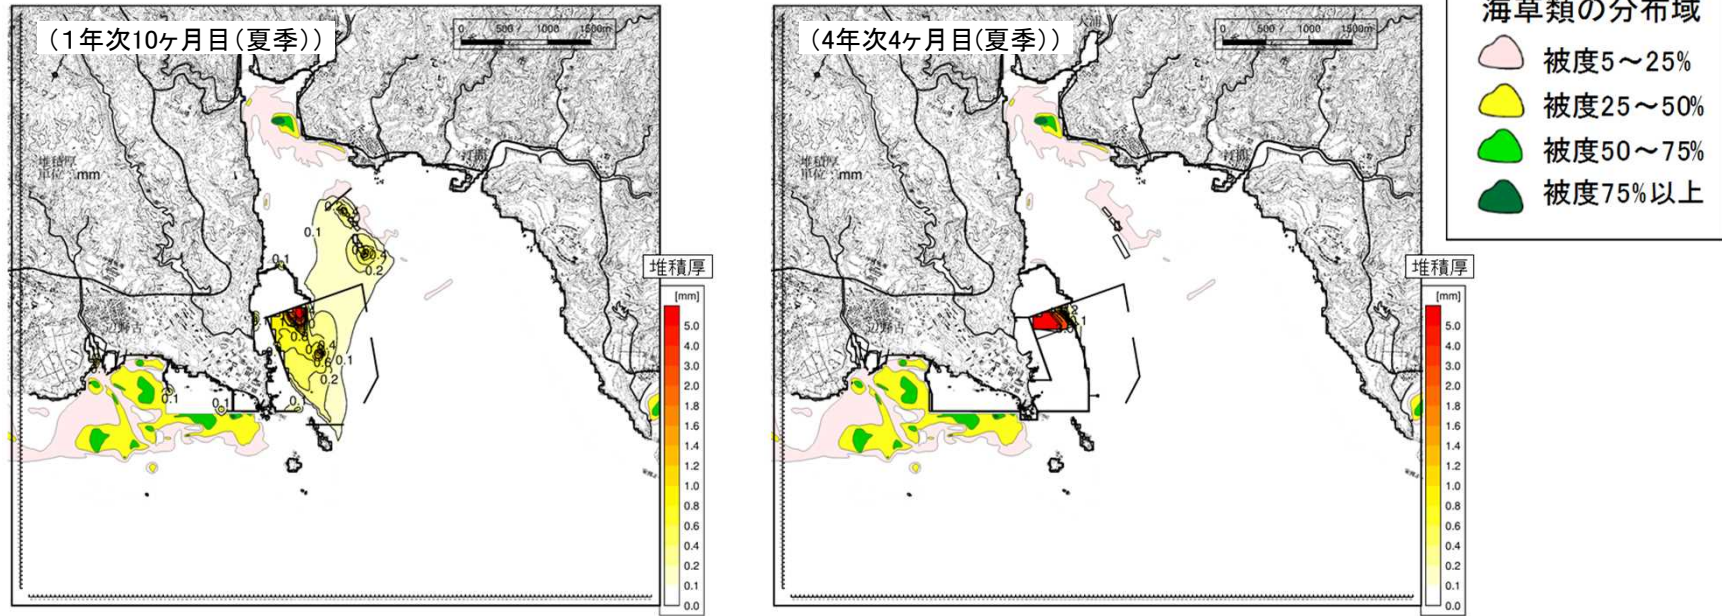 (1年次10ヶ月目(夏季))
0 500 1000 1500m
堆積厚
単位:mm
汀間
辺野古
0.1
0.4
0.2
0.1
0.1
0.2
0.1
0.1
0.1
堆積厚
[mm]
5.0
4.0
3.0
2.0
1.8
1.6
1.4
1.2
1.0
0.8
0.6
0.4
0.2
0.1
0.0
(4年次4ヶ月目(夏季))
大浦
0 500 1000 1500m
堆積厚
単位:mm
汀間
辺野古
堆積厚
[mm]
5.0
4.0
3.0
2.0
1.8
1.6
1.4
1.2
1.0
0.8
0.6
0.4
0.2
0.1
0.0
海草類の分布域
被度5~25%
被度25~50%
被度50~75%
被度75%以上